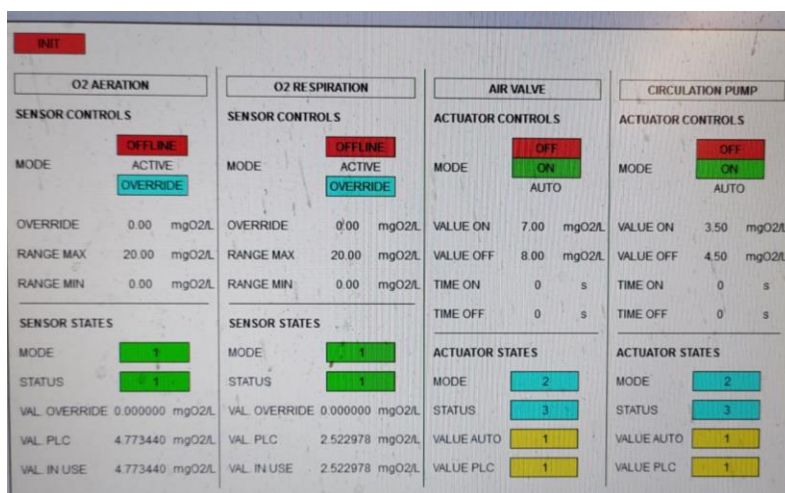 INIT
O2 AERATION
SENSOR CONTROLS
OFFLINE
MODE ACTIVE
OVERRIDE
OVERRIDE 0.00 mgO2/L
RANGE MAX 20.00 mgO2/L
RANGE MIN 0.00 mgO2/L
SENSOR STATES
MODE 1
STATUS 1
VAL. OVERRIDE 0.000000 mgO2/L
VAL. PLC 4.773440 mgO2/L
VAL. IN USE 4.773440 mgO2/L
O2 RESPIRATION
SENSOR CONTROLS
OFFLINE
MODE ACTIVE
OVERRIDE
OVERRIDE 0.00 mgO2/L
RANGE MAX 20.00 mgO2/L
RANGE MIN 0.00 mgO2/L
SENSOR STATES
MODE 1
STATUS 1
VAL. OVERRIDE 0.000000 mgO2/L
VAL. PLC 2.522978 mgO2/L
VAL. IN USE 2.522978 mgO2/L
AIR VALVE
ACTUATOR CONTROLS
OFF
MODE ON
AUTO
VALUE ON 7.00 mgO2/L
VALUE OFF 8.00 mgO2/L
TIME ON 0 s
TIME OFF 0 s
ACTUATOR STATES
MODE 2
STATUS 3
VALUE AUTO 1
VALUE PLC 1
CIRCULATION PUMP
ACTUATOR CONTROLS
OFF
MODE ON
AUTO
VALUE ON 3.50 mgO2/L
VALUE OFF 4.50 mgO2/L
TIME ON 0 s
TIME OFF 0 s
ACTUATOR STATES
MODE 2
STATUS 3
VALUE AUTO 1
VALUE PLC 1